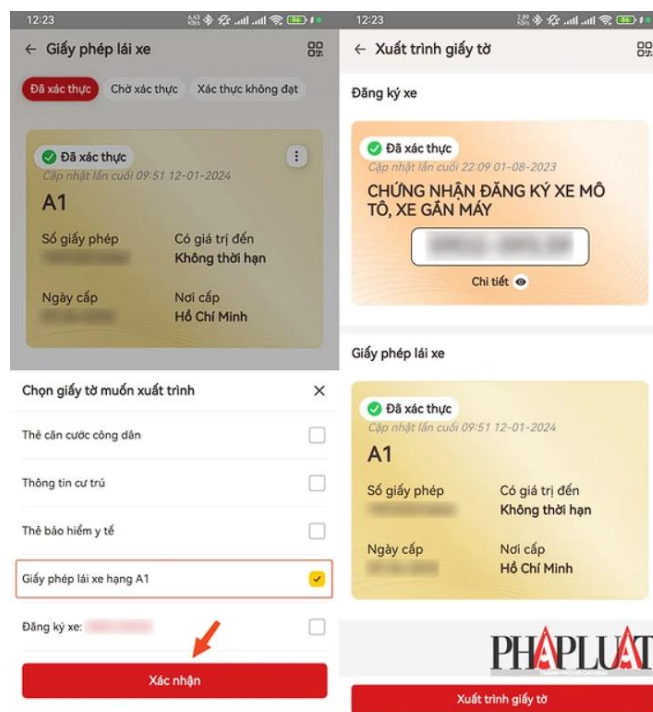 12:23
Giấy phép lái xe
Đã xác thực
Chờ xác thực
Xác thực không đạt
Đã xác thực
Cập nhật lần cuối 09:51 12-01-2024
A1
Số giấy phép
Có giá trị đến
Không thời hạn
Ngày cấp
Nơi cấp
Hồ Chí Minh
Chọn giấy tờ muốn xuất trình
Thẻ căn cước công dân
Thông tin cư trú
Thẻ bảo hiểm y tế
Giấy phép lái xe hạng A1
Đăng ký xe:
Xác nhận
12:23
Xuất trình giấy tờ
Đăng ký xe
Đã xác thực
Cập nhật lần cuối 22:09 01-08-2023
CHỨNG NHẬN ĐĂNG KÝ XE MÔ
TÔ, XE GẮN MÁY
Chi tiết
Giấy phép lái xe
Đã xác thực
Cập nhật lần cuối 09:51 12-01-2024
A1
Số giấy phép
Có giá trị đến
Không thời hạn
Ngày cấp
Nơi cấp
Hồ Chí Minh
PHÁPLUẬT
Xuất trình giấy tờ